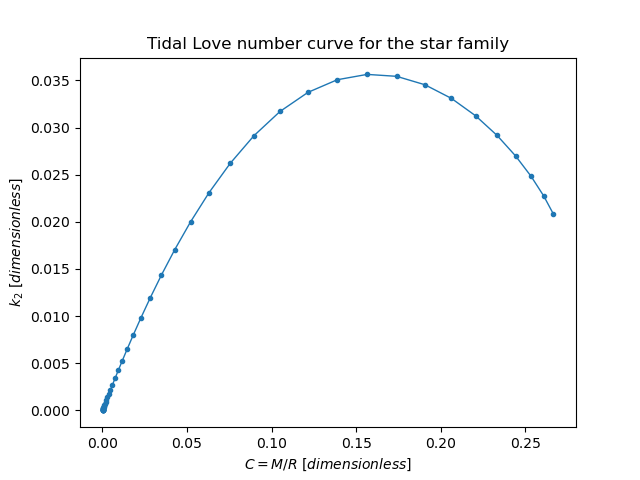 Tidal Love number curve for the star family
0.035
0.030
0.025
0.020
0.015
0.010
0.005
0.000
k₂ [dimensionless]
0.00 0.05 0.10 0.15 0.20 0.25
C = M/R [dimensionless]